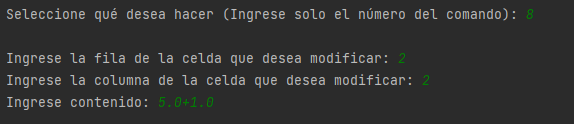 Seleccione qué desea hacer (Ingrese solo el número del comando): 8
Ingrese la fila de la celda que desea modificar: 2
Ingrese la columna de la celda que desea modificar: 2
Ingrese contenido: 5.0+1.0